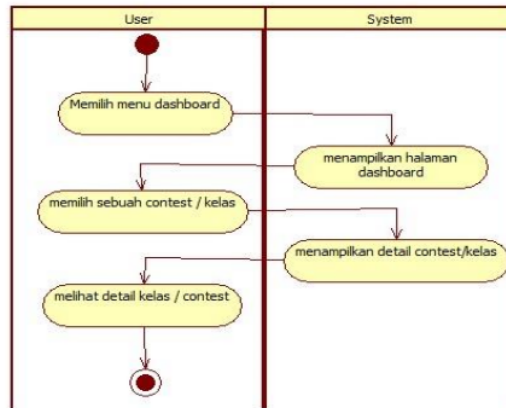 User
System
Memilih menu dashboard
menampilkan halaman
dashboard
memilih sebuah contest / kelas
menampilkan detail contest/kelas
melihat detail kelas / contest